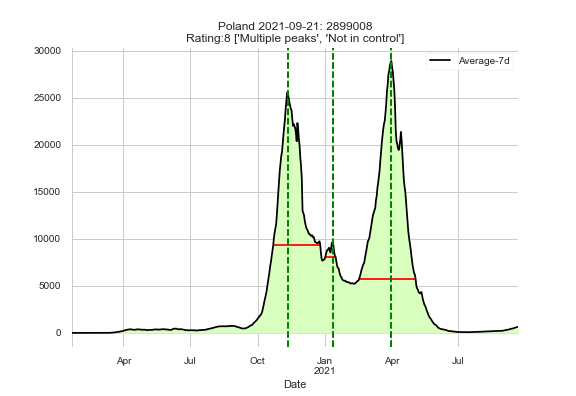 Poland 2021-09-21: 2899008
Rating:8 ['Multiple peaks', 'Not in control']
30000
Average-7d
25000
20000
15000
10000
5000
0
Apr
Jul
Oct
Jan
2021
Apr
Jul
Date